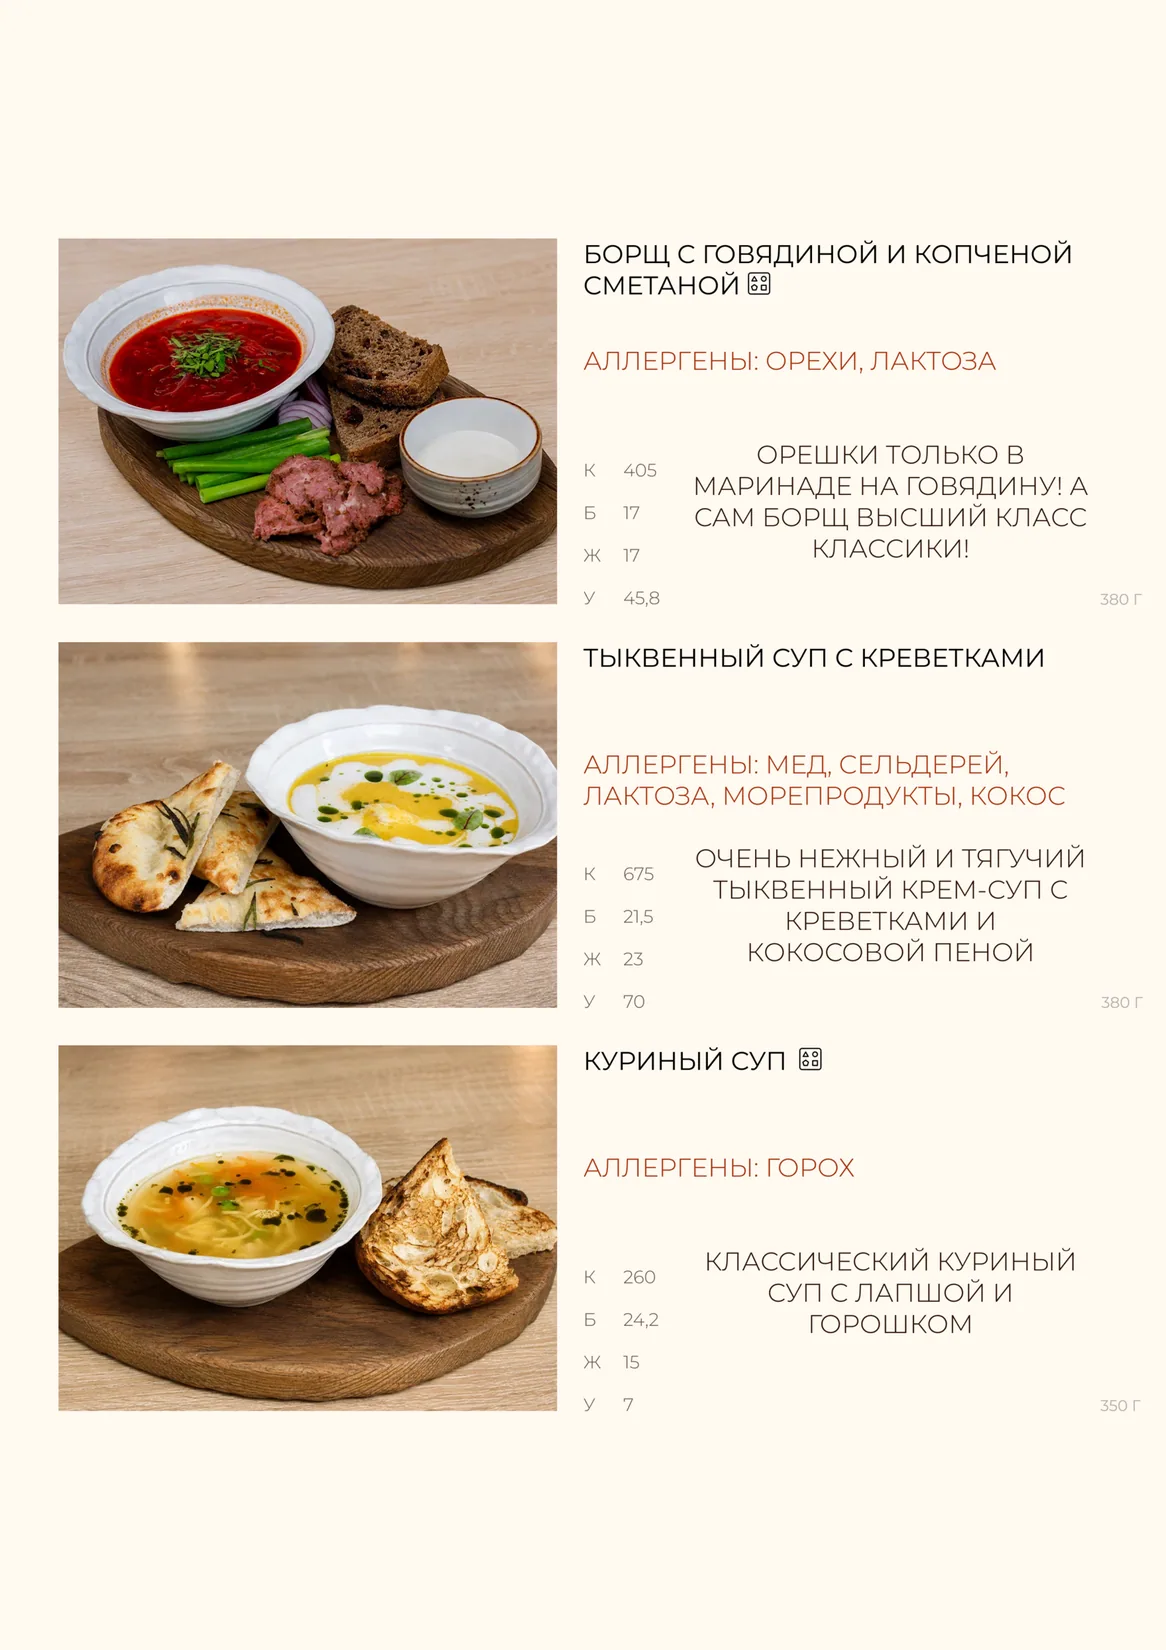 БОРЩ С ГОВЯДИНОЙ И КОПЧЕНОЙ
СМЕТАНОЙ
АЛЛЕРГЕНЫ: ОРЕХИ, ЛАКТОЗА
К 405
Б 17
Ж 17
У 45,8
ОРЕШКИ ТОЛЬКО В
МАРИНАДЕ НА ГОВЯДИНУ! А
САМ БОРЩ ВЫСШИЙ КЛАСС
КЛАССИКИ!
380 Г
ТЫКВЕННЫЙ СУП С КРЕВЕТКАМИ
АЛЛЕРГЕНЫ: МЕД, СЕЛЬДЕРЕЙ,
ЛАКТОЗА, МОРЕПРОДУКТЫ, КОКОС
К 675
Б 21,5
Ж 23
У 70
ОЧЕНЬ НЕЖНЫЙ И ТЯГУЧИЙ
ТЫКВЕННЫЙ КРЕМ-СУП С
КРЕВЕТКАМИ И
КОКОСОВОЙ ПЕНОЙ
380 Г
КУРИНЫЙ СУП
АЛЛЕРГЕНЫ: ГОРОХ
К 260
Б 24,2
Ж 15
У 7
КЛАССИЧЕСКИЙ КУРИНЫЙ
СУП С ЛАПШОЙ И
ГОРОШКОМ
350 Г